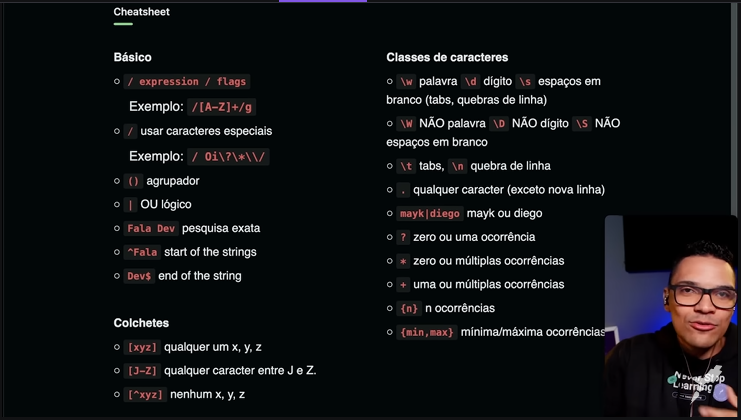 Cheatsheet
Básico
/ expression / flags
Exemplo: /[A-Z]+/g
/ usar caracteres especiais
Exemplo: / Oi\?\*\\/
() agrupador
| OU lógico
Fala Dev pesquisa exata
^Fala start of the strings
Dev$ end of the string
Colchetes
[xyz] qualquer um x, y, z
[J-Z] qualquer caracter entre J e Z.
[^xyz] nenhum x, y, z
Classes de caracteres
\w palavra \d dígito \s espaços em
branco (tabs, quebras de linha)
\W NÃO palavra \D NÃO dígito \S NÃO
espaços em branco
\t tabs, \n quebra de linha
. qualquer caracter (exceto nova linha)
mayk|diego mayk ou diego
? zero ou uma ocorrência
* zero ou múltiplas ocorrências
+ uma ou múltiplas ocorrências
{n} n ocorrências
{min,max} mínima/máxima ocorrências
Never Stop
Learning